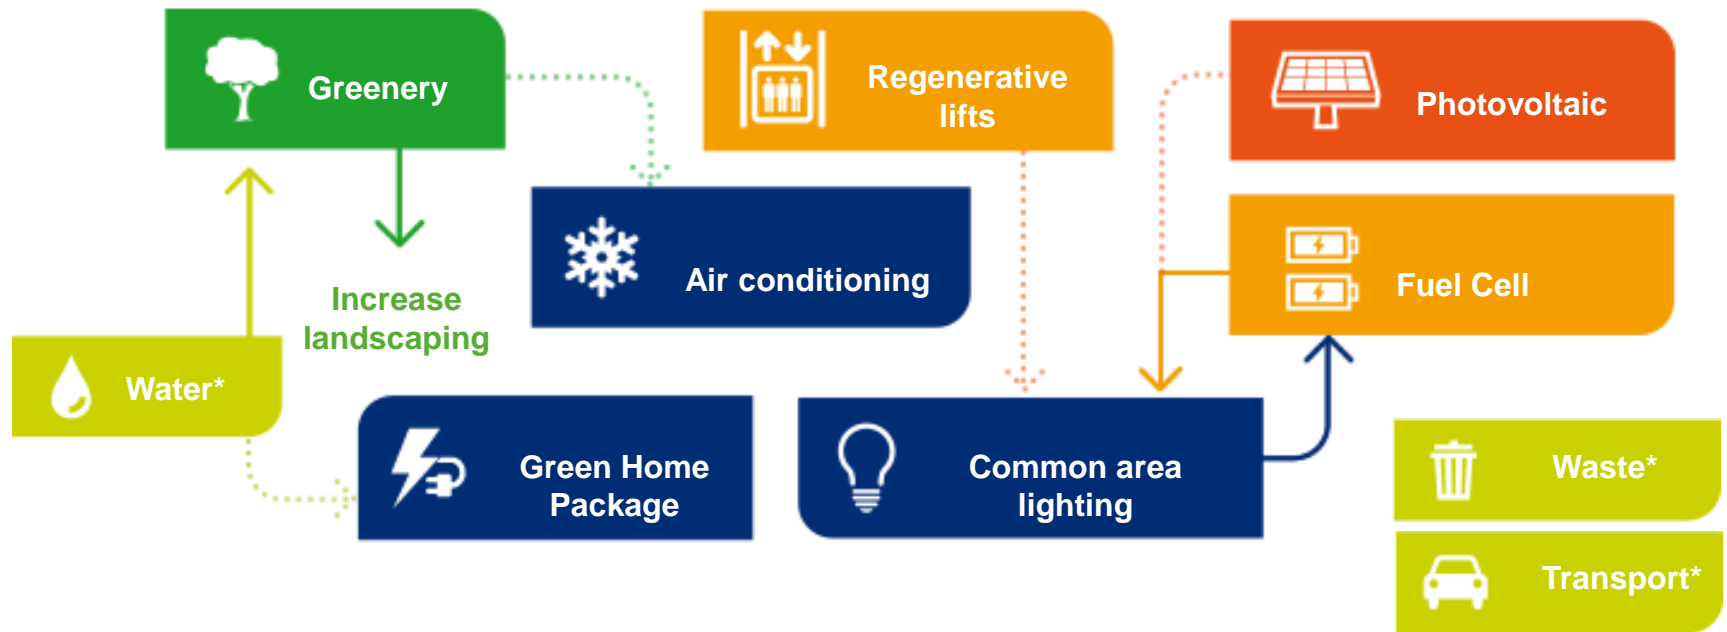 Greenery
Regenerative
lifts
Photovoltaic
Air conditioning
Fuel Cell
Increase
landscaping
Water*
Green Home
Package
Common area
lighting
Waste*
Transport*